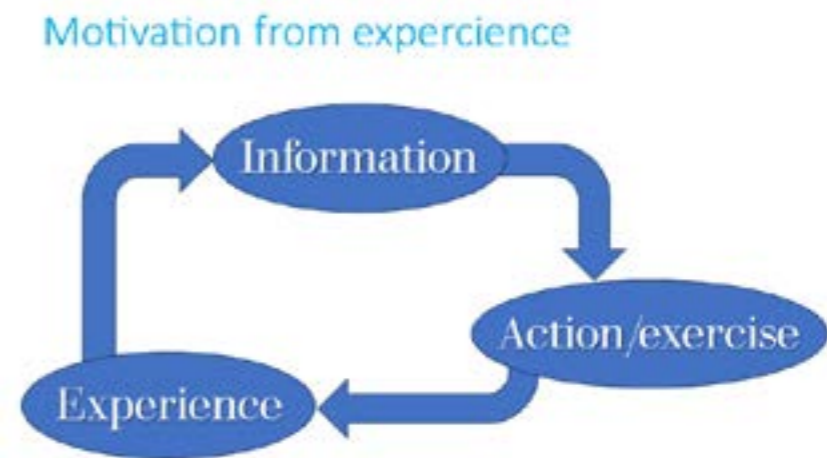 Motivation from expercience
Information
Action/exercise
Experience